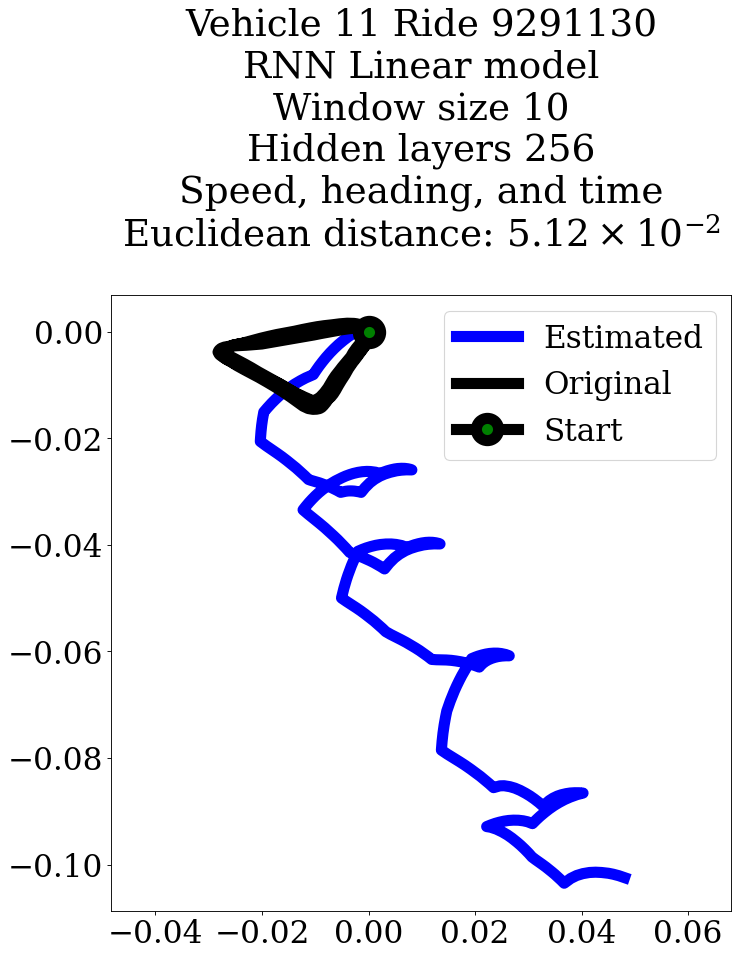 Vehicle 11 Ride 9291130
RNN Linear model
Window size 10
Hidden layers 256
Speed, heading, and time
Euclidean distance: 5.12 × 10⁻²
Estimated
Original
Start
0.00
−0.02
−0.04
−0.06
−0.08
−0.10
−0.04 −0.02 0.00 0.02 0.04 0.06